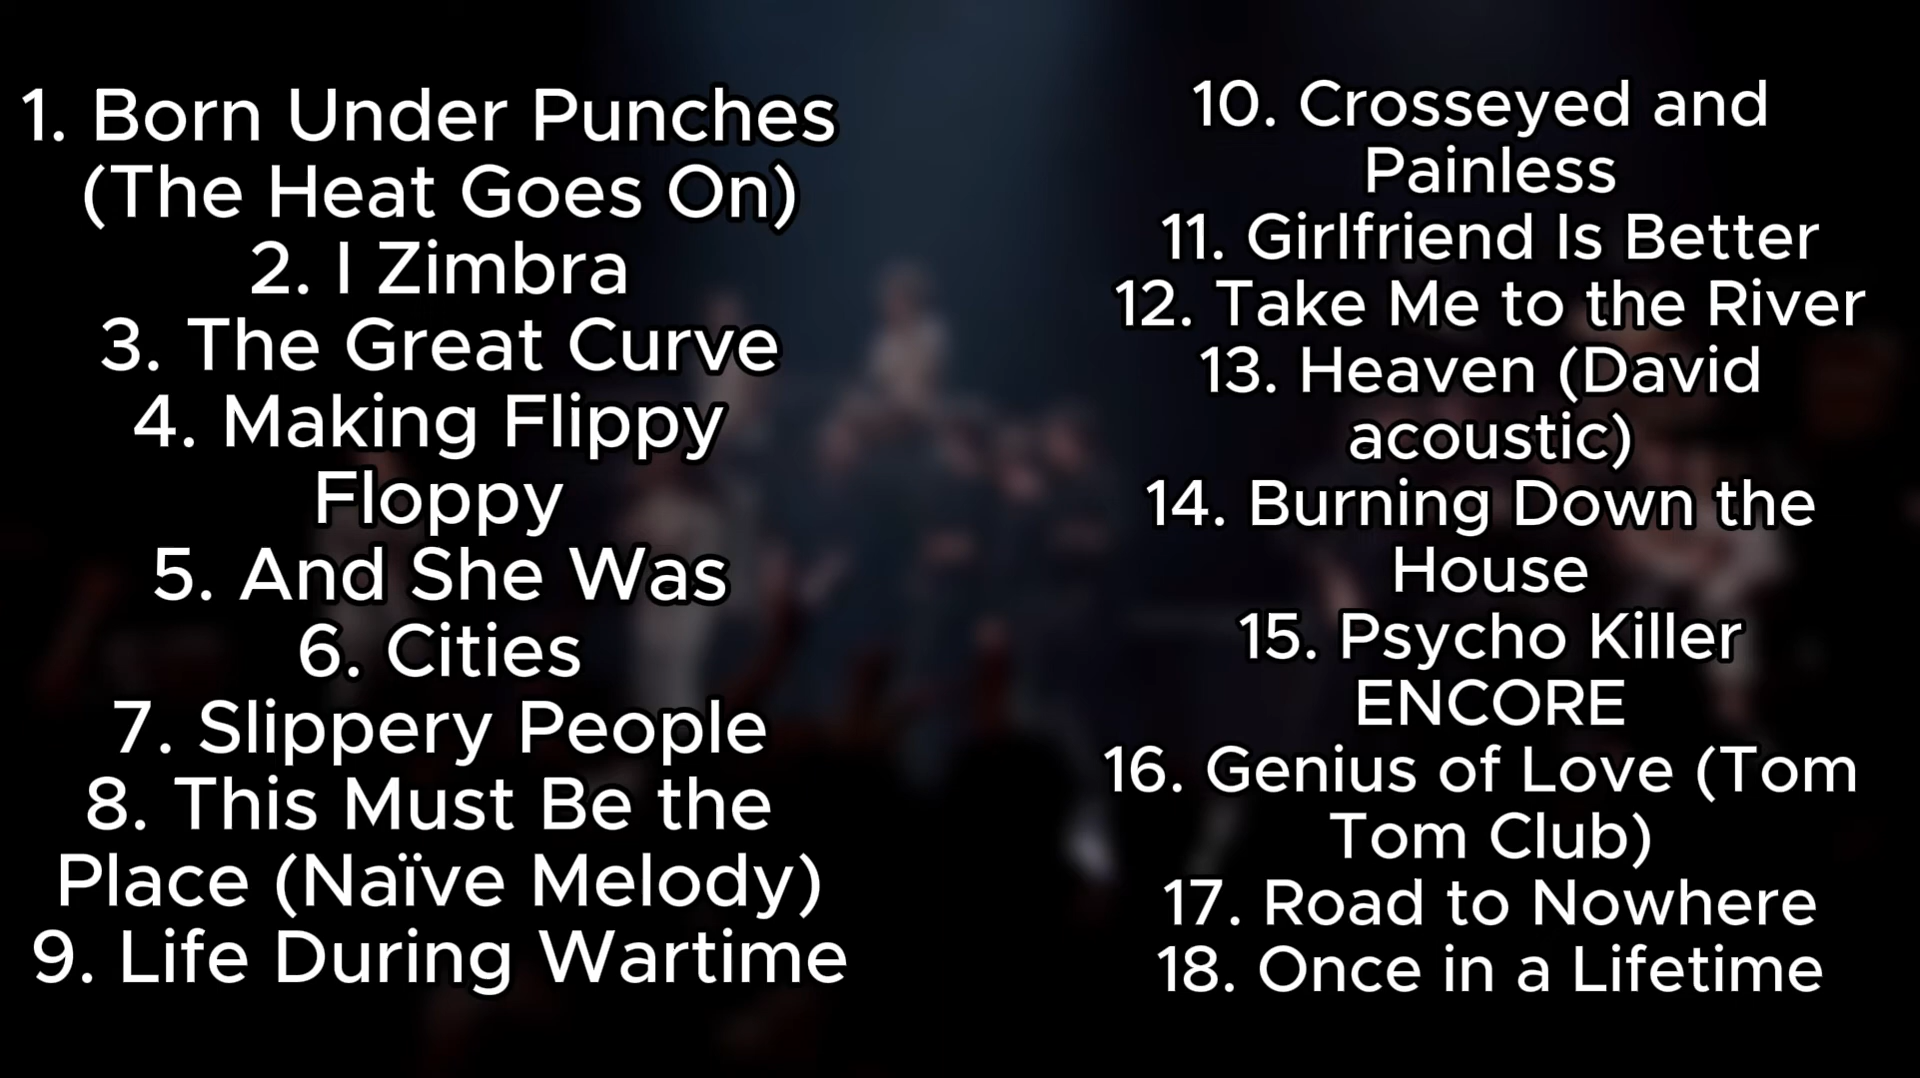 1. Born Under Punches
(The Heat Goes On)
2. I Zimbra
3. The Great Curve
4. Making Flippy
Floppy
5. And She Was
6. Cities
7. Slippery People
8. This Must Be the
Place (Naïve Melody)
9. Life During Wartime
10. Crosseyed and
Painless
11. Girlfriend Is Better
12. Take Me to the River
13. Heaven (David
acoustic)
14. Burning Down the
House
15. Psycho Killer
ENCORE
16. Genius of Love (Tom
Tom Club)
17. Road to Nowhere
18. Once in a Lifetime